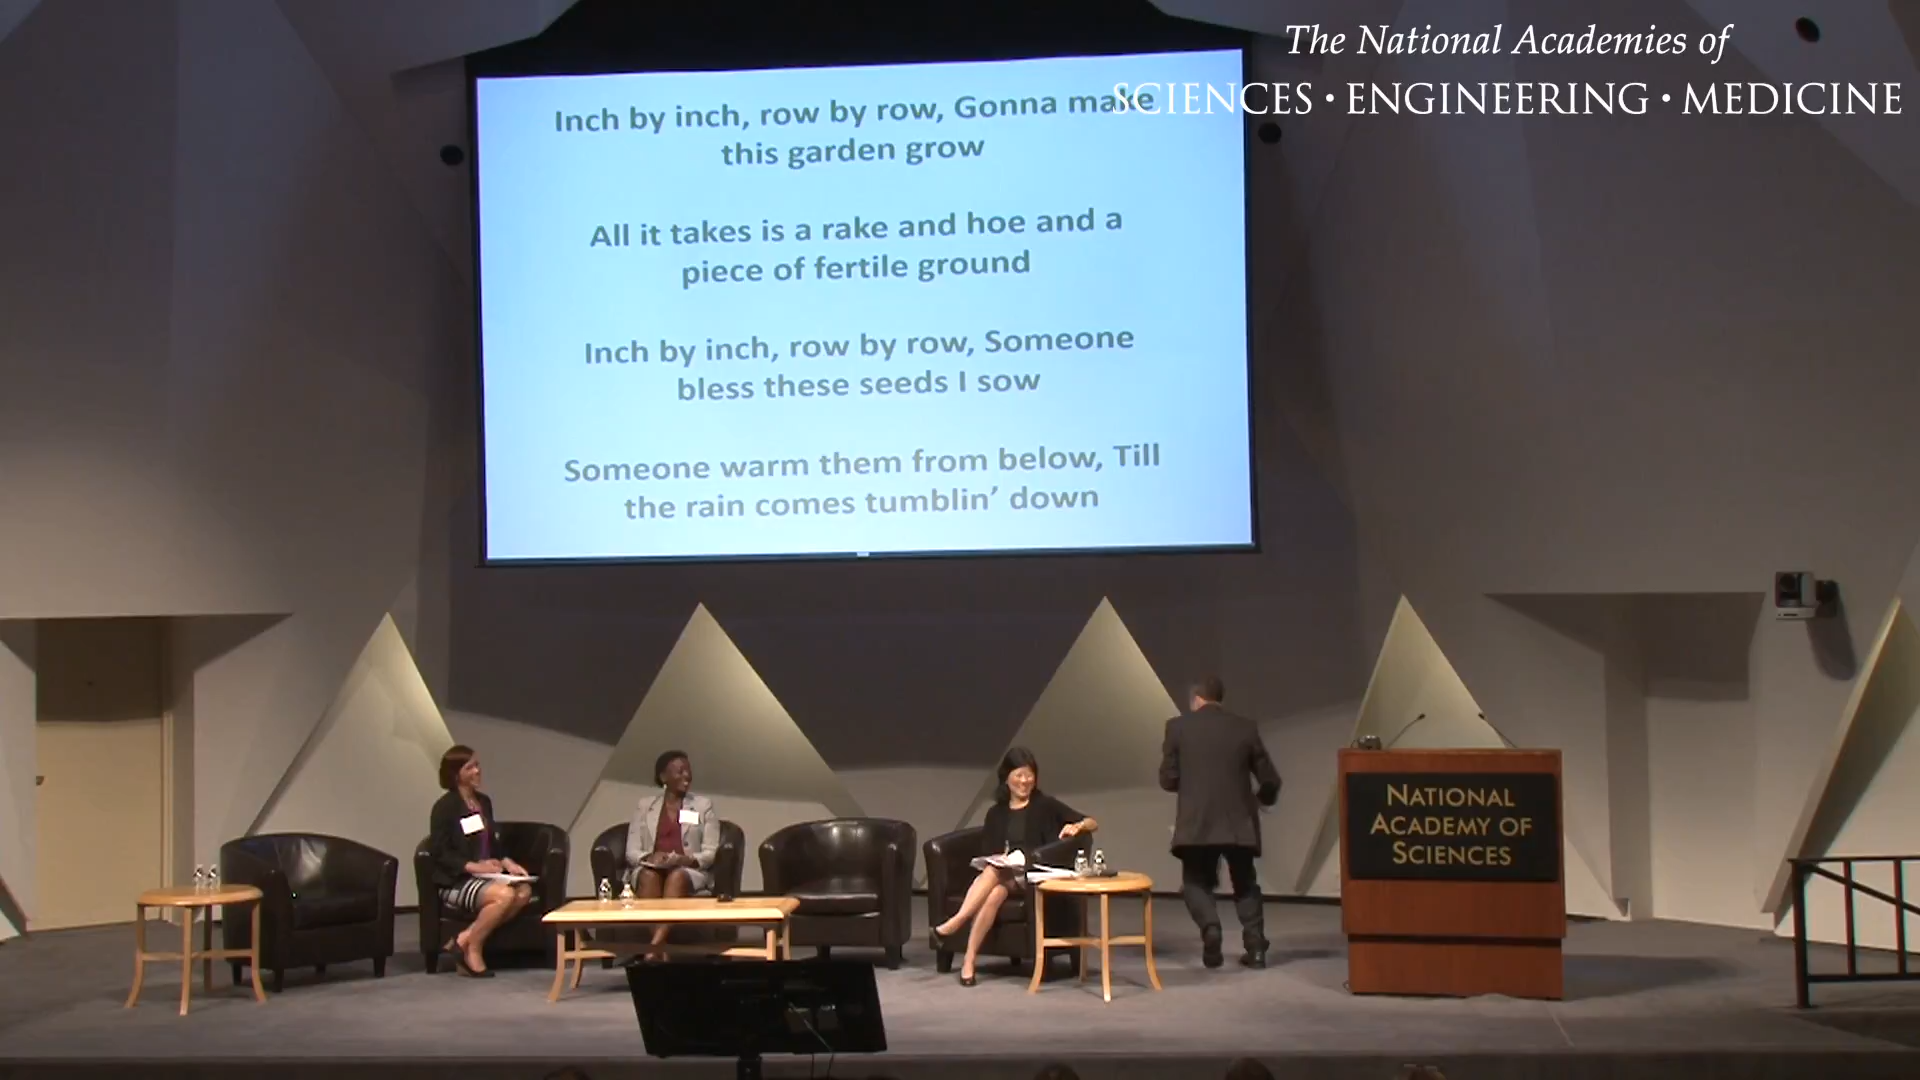 The National Academies of
SCIENCES • ENGINEERING • MEDICINE
Inch by inch, row by row, Gonna make
this garden grow
All it takes is a rake and hoe and a
piece of fertile ground
Inch by inch, row by row, Someone
bless these seeds I sow
Someone warm them from below, Till
the rain comes tumblin’ down
NATIONAL
ACADEMY OF
SCIENCES